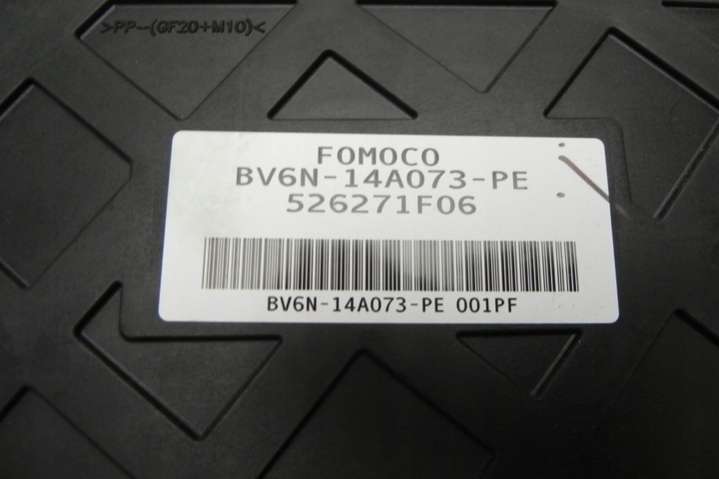 >PP-(GF20+M10)<
FOMOCO
BV6N-14A073-PE
526271F06
BV6N-14A073-PE 001PF